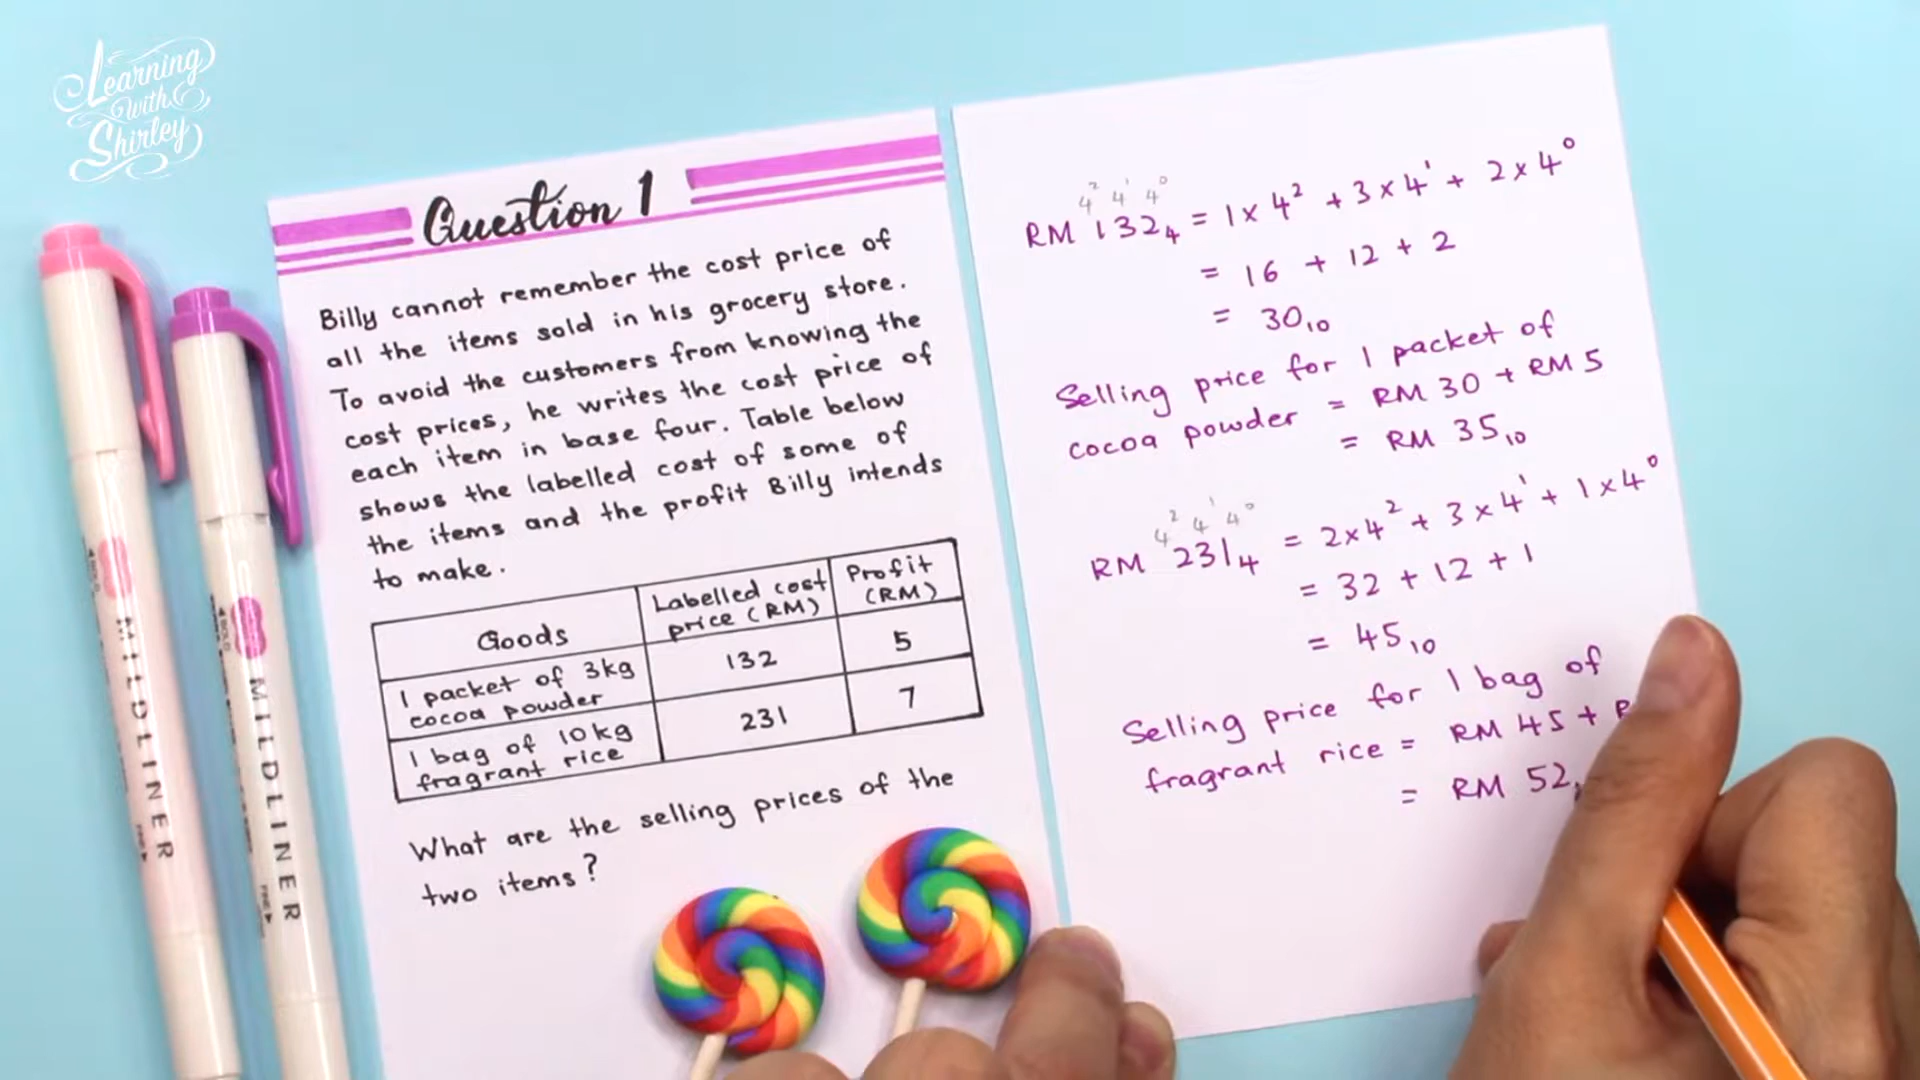 Learning
With
Shirley
Question 1
Billy cannot remember the cost price of
all the items sold in his grocery store.
To avoid the customers from knowing the
cost prices, he writes the cost price of
each item in base four. Table below
shows the labelled cost of some of
the items and the profit Billy intends
to make.
Goods
Labelled cost
price (RM)
Profit
(RM)
1 packet of 3kg
cocoa powder
132
5
1 bag of 10kg
fragrant rice
231
7
What are the selling prices of the
two items?
4² 4¹ 4⁰
RM 132₄ = 1 × 4² + 3 × 4¹ + 2 × 4⁰
= 16 + 12 + 2
= 30₁₀
Selling price for 1 packet of
cocoa powder = RM 30 + RM 5
= RM 35₁₀
4² 4¹ 4⁰
RM 231₄ = 2×4² + 3 × 4¹ + 1 × 4⁰
= 32 + 12 + 1
= 45₁₀
Selling price for 1 bag of
fragrant rice = RM 45 +
= RM 52
MILDLINER
MILDLINER